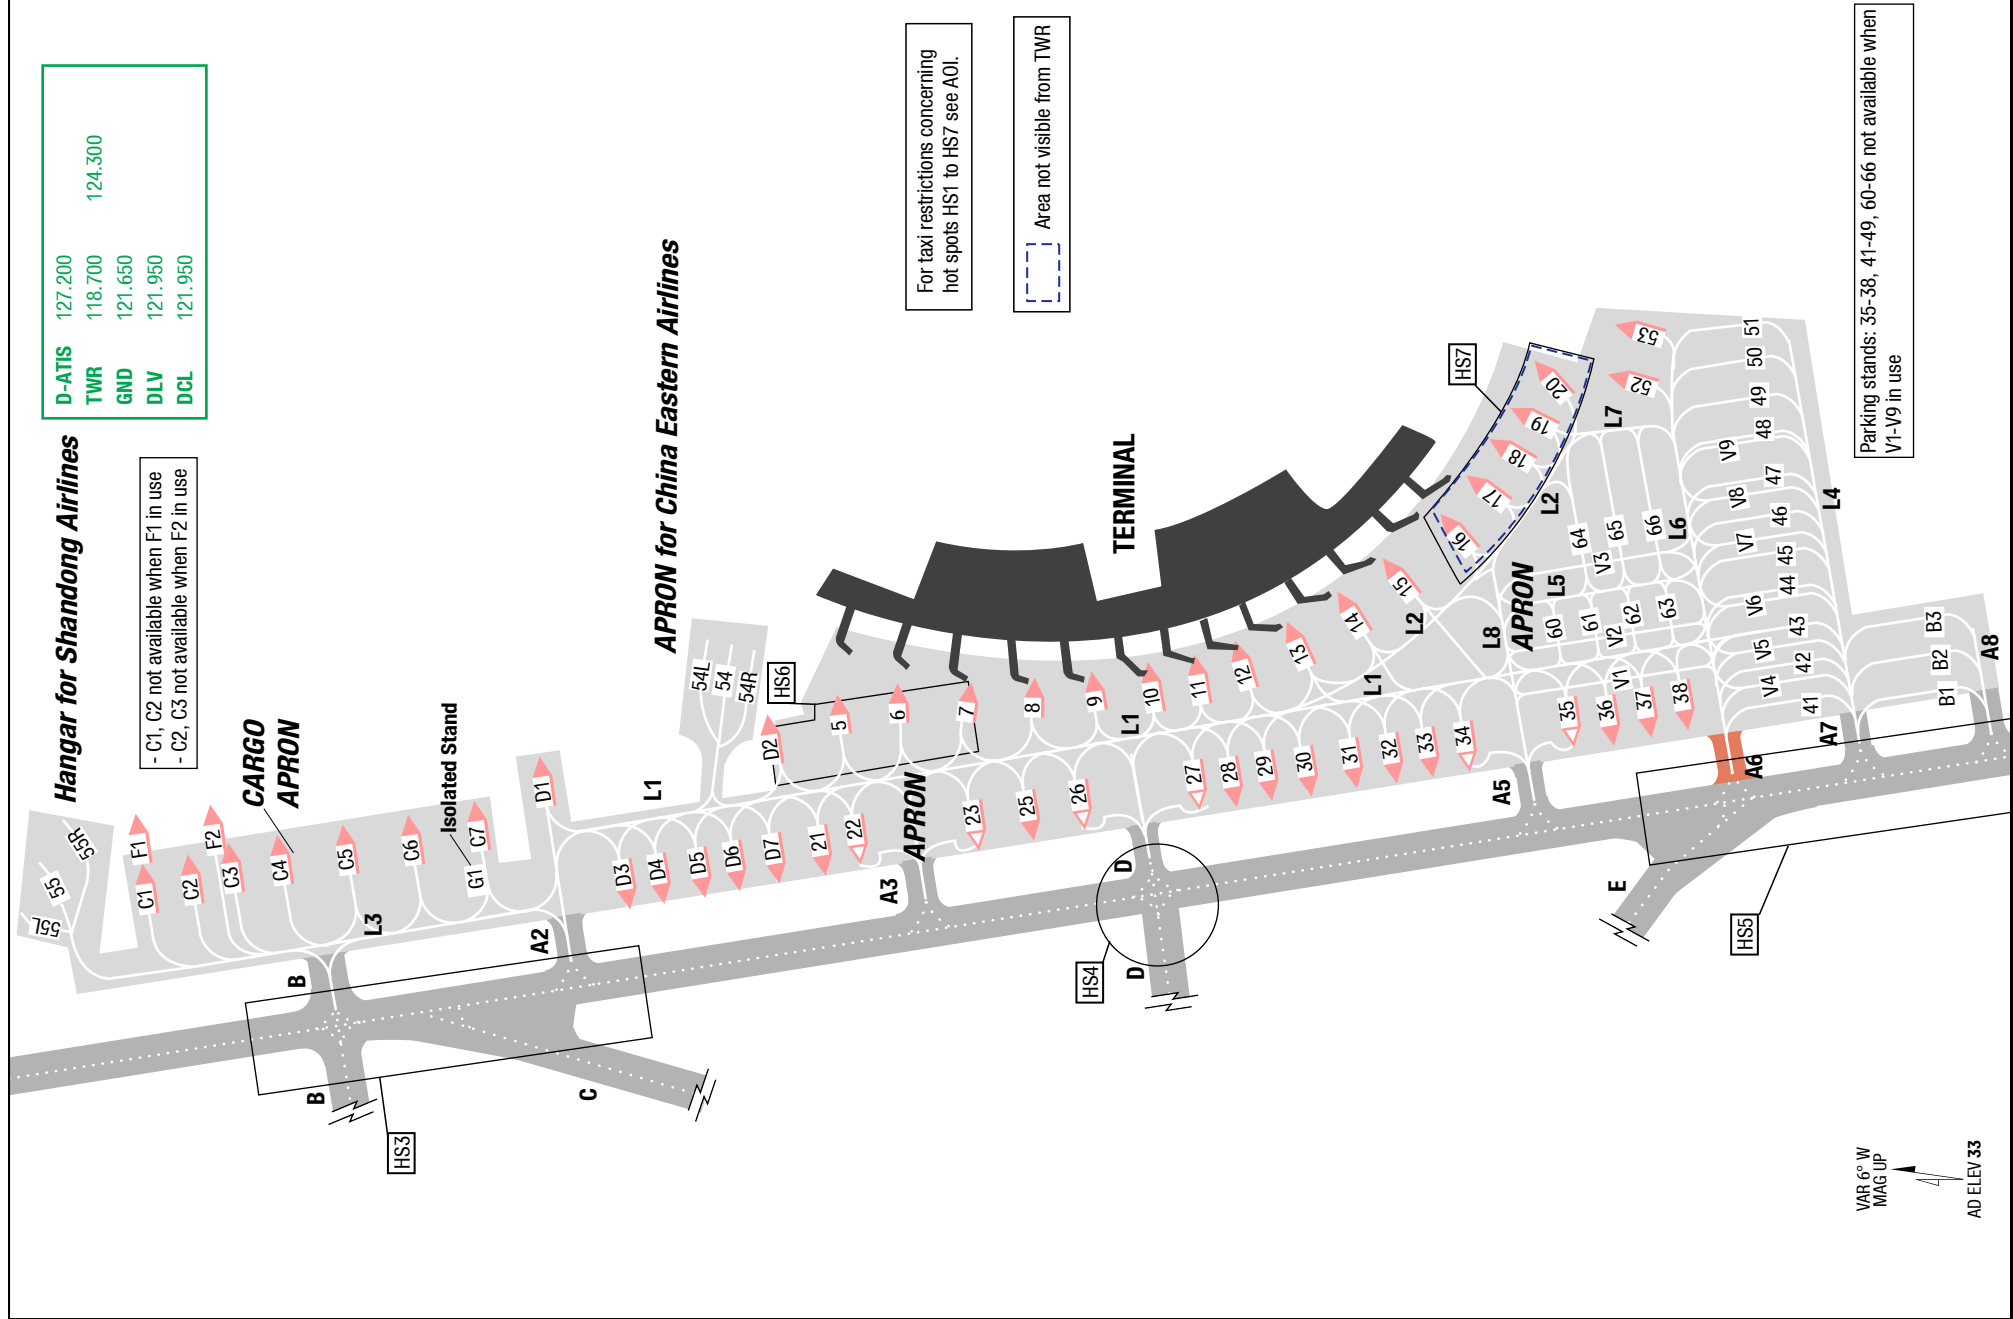 D-ATIS 127.200
TWR 118.700 124.300
GND 121.650
DLV 121.950
DCL 121.950
Hangar for Shandong Airlines
- C1, C2 not available when F1 in use
- C2, C3 not available when F2 in use
CARGO
APRON
Isolated Stand
APRON for China Eastern Airlines
For taxi restrictions concerning
hot spots HS1 to HS7 see AOI.
Area not visible from TWR
TERMINAL
Parking stands: 35-38, 41-49, 60-66 not available when
V1-V9 in use
55L
55
55R
F1
C1
C2
F2
C3
C4
C5
C6
C7
G1
D1
L3
B
B
A2
C
HS3
L1
D3
D4
D5
D6
D7
21
22
54L
54
54R
HS6
D2
5
6
7
8
9
10
11
12
13
14
15
16
17
18
19
20
HS7
APRON
A3
23
25
26
L1
D
D
HS4
27
28
29
30
31
32
33
34
L1
L2
L8
APRON
L2
L5
L7
L6
L4
52
53
A5
35
36
37
38
V1
60
61
V2
62
63
64
V3
65
66
V4
V5
V6
V7
V8
V9
41
42
43
44
45
46
47
48
49
50
51
A6
A7
A8
B1
B2
B3
E
HS5
VAR 6° W
MAG UP
AD ELEV 33